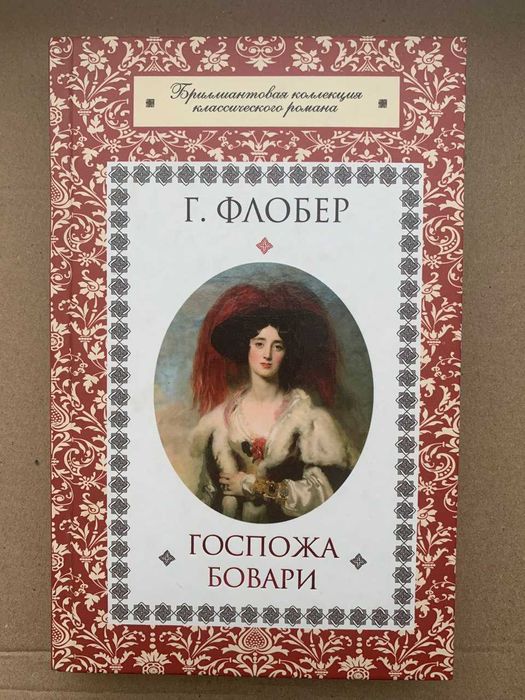 Бриллиантовая коллекция
классического романа
Г. ФЛОБЕР
ГОСПОЖА
БОВАРИ